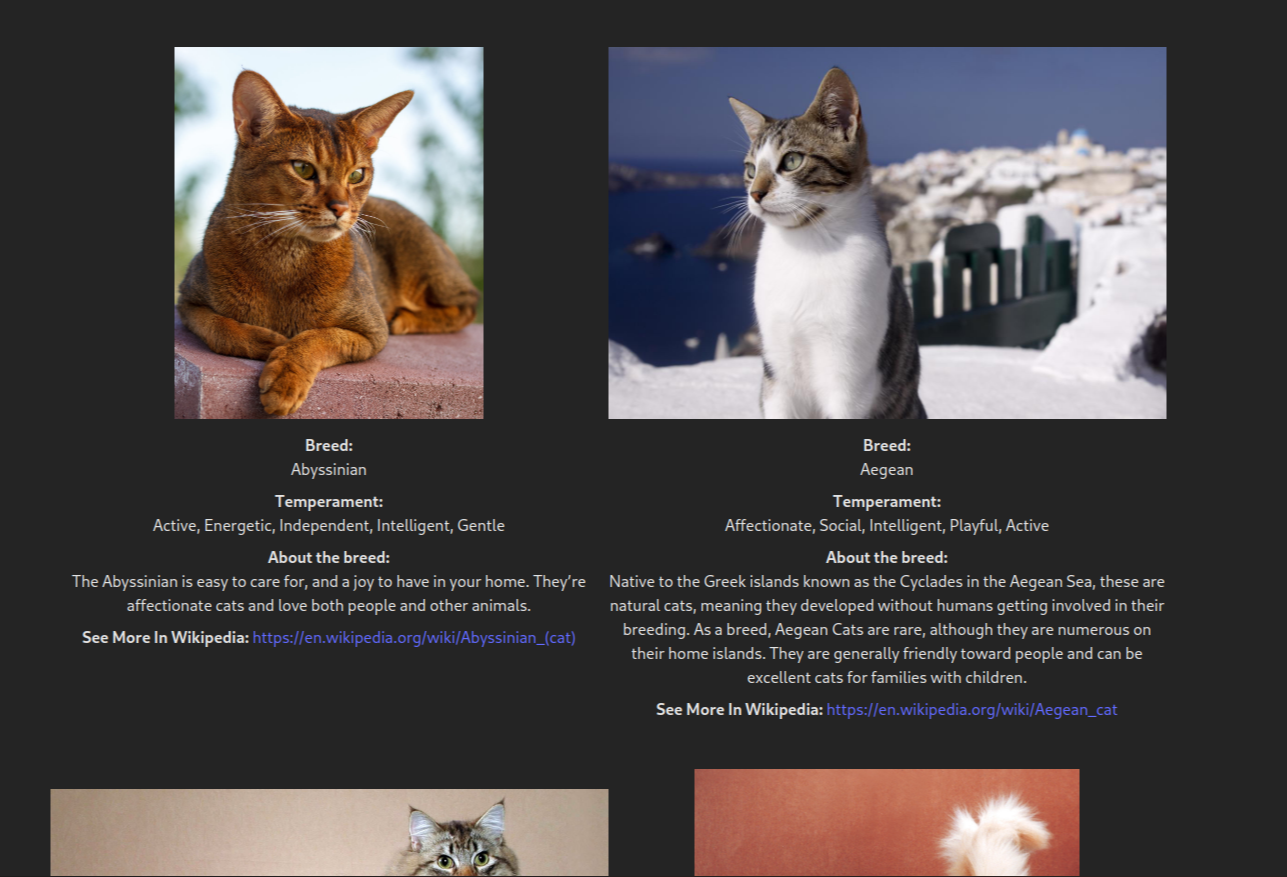 Breed:
Abyssinian
Temperament:
Active, Energetic, Independent, Intelligent, Gentle
About the breed:
The Abyssinian is easy to care for, and a joy to have in your home. They’re
affectionate cats and love both people and other animals.
See More In Wikipedia: https://en.wikipedia.org/wiki/Abyssinian_(cat)
Breed:
Aegean
Temperament:
Affectionate, Social, Intelligent, Playful, Active
About the breed:
Native to the Greek islands known as the Cyclades in the Aegean Sea, these are
natural cats, meaning they developed without humans getting involved in their
breeding. As a breed, Aegean Cats are rare, although they are numerous on
their home islands. They are generally friendly toward people and can be
excellent cats for families with children.
See More In Wikipedia: https://en.wikipedia.org/wiki/Aegean_cat